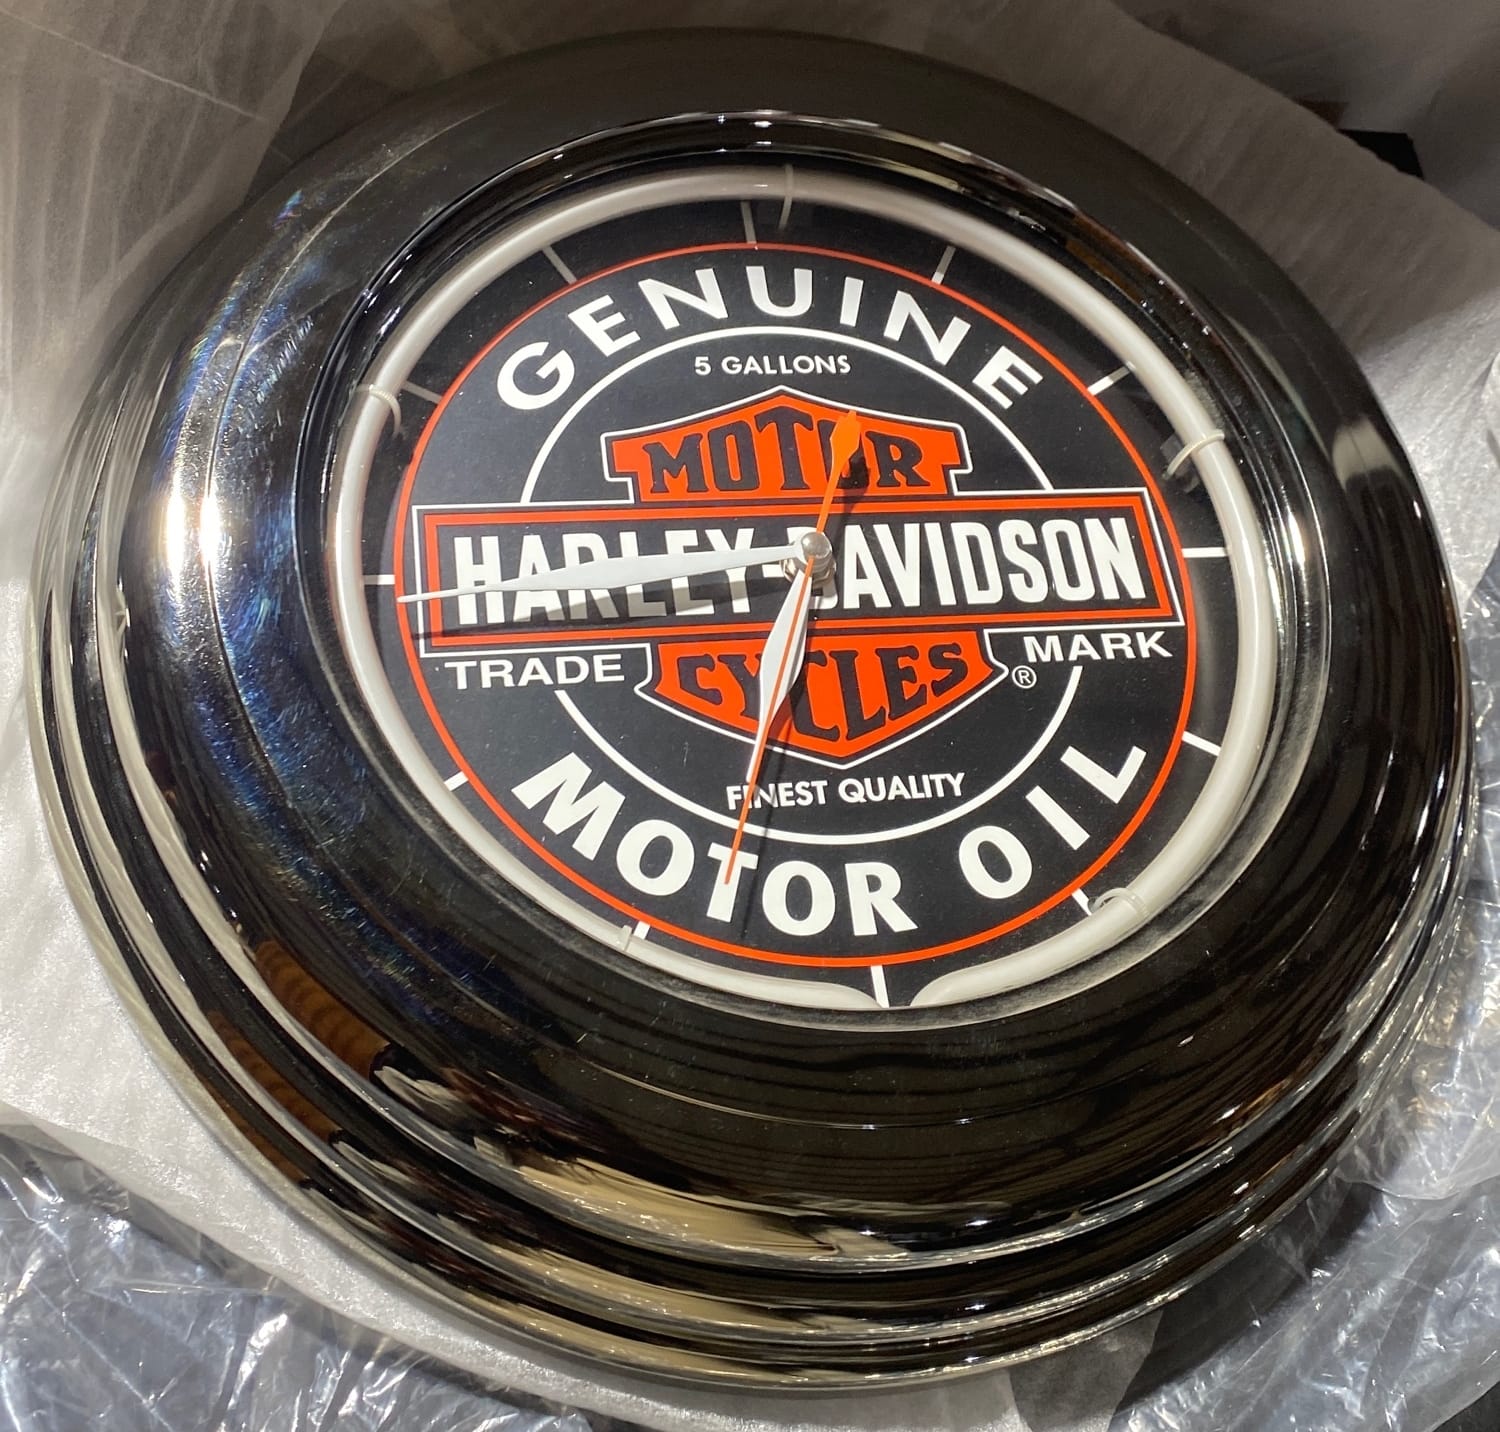 GENUINE
5 GALLONS
MOTOR
HARLEY-DAVIDSON
CYCLES
TRADE MARK
®
FINEST QUALITY
MOTOR OIL